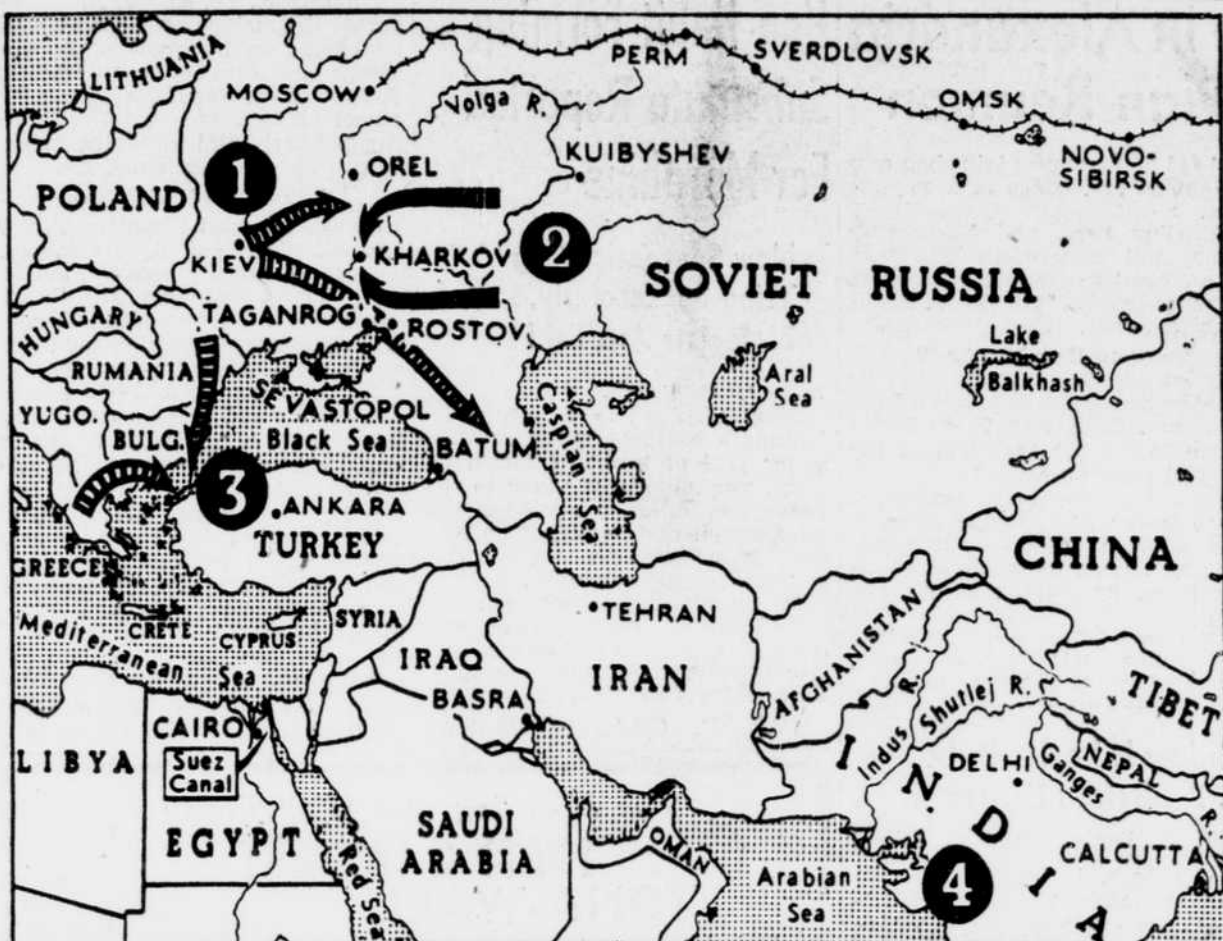 LITHUANIA
PERM
SVERDLOVSK
MOSCOW
Volga R.
OMSK
OREL
KUIBYSHEV
NOVO-
SIBIRSK
POLAND
1
2
KIEV
KHARKOV
SOVIET RUSSIA
HUNGARY
TAGANROG
ROSTOV
Lake
Balkhash
RUMANIA
Aral
Sea
YUGO.
SEVASTOPOL
BULG.
Black Sea
BATUM
Caspian
Sea
3
ANKARA
TURKEY
CHINA
GREECE
CRETE
CYPRUS
SYRIA
TEHRAN
Mediterranean
Sea
IRAQ
IRAN
AFGHANISTAN
BASRA
Indus R.
Shutlej R.
TIBET
CAIRO
LIBYA
Suez
Canal
DELHI
NEPAL
Ganges R.
INDIA
EGYPT
SAUDI
ARABIA
OMAN
Red Sea
Arabian
Sea
4
CALCUTTA